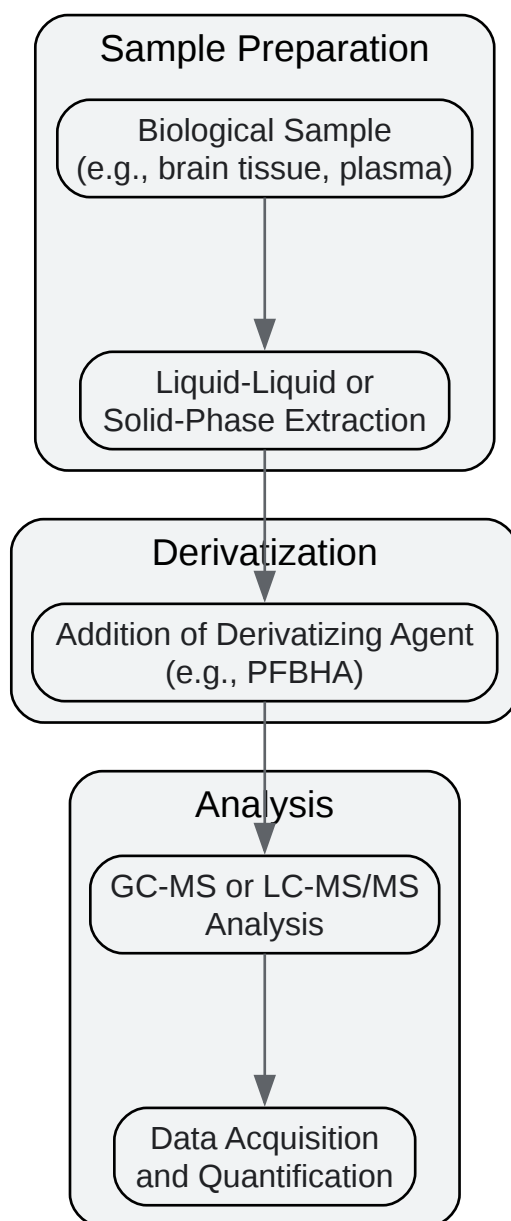 Sample Preparation
Biological Sample
(e.g., brain tissue, plasma)
Liquid-Liquid or
Solid-Phase Extraction
Derivatization
Addition of Derivatizing Agent
(e.g., PFBHA)
Analysis
GC-MS or LC-MS/MS
Analysis
Data Acquisition
and Quantification